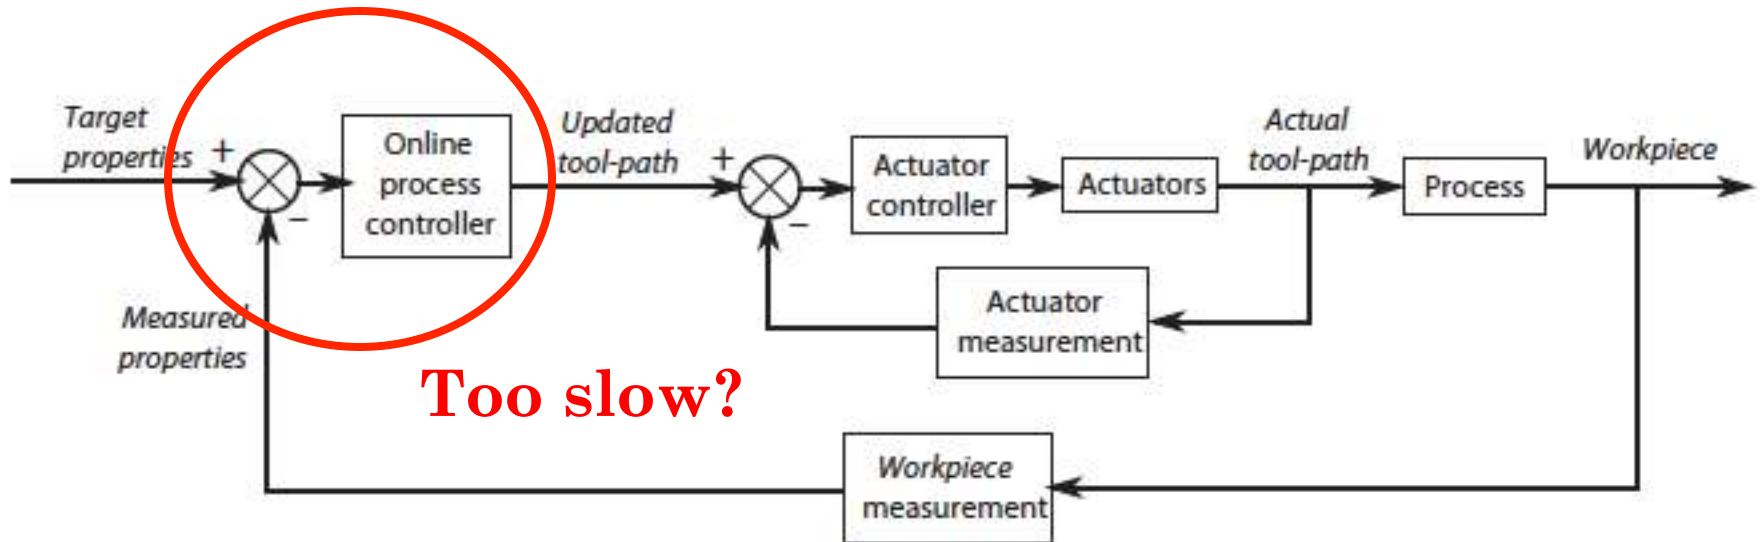 Target
properties
+
−
Online
process
controller
Updated
tool-path
+
−
Actuator
controller
Actuators
Actual
tool-path
Process
Workpiece
Actuator
measurement
Measured
properties
Too slow?
Workpiece
measurement